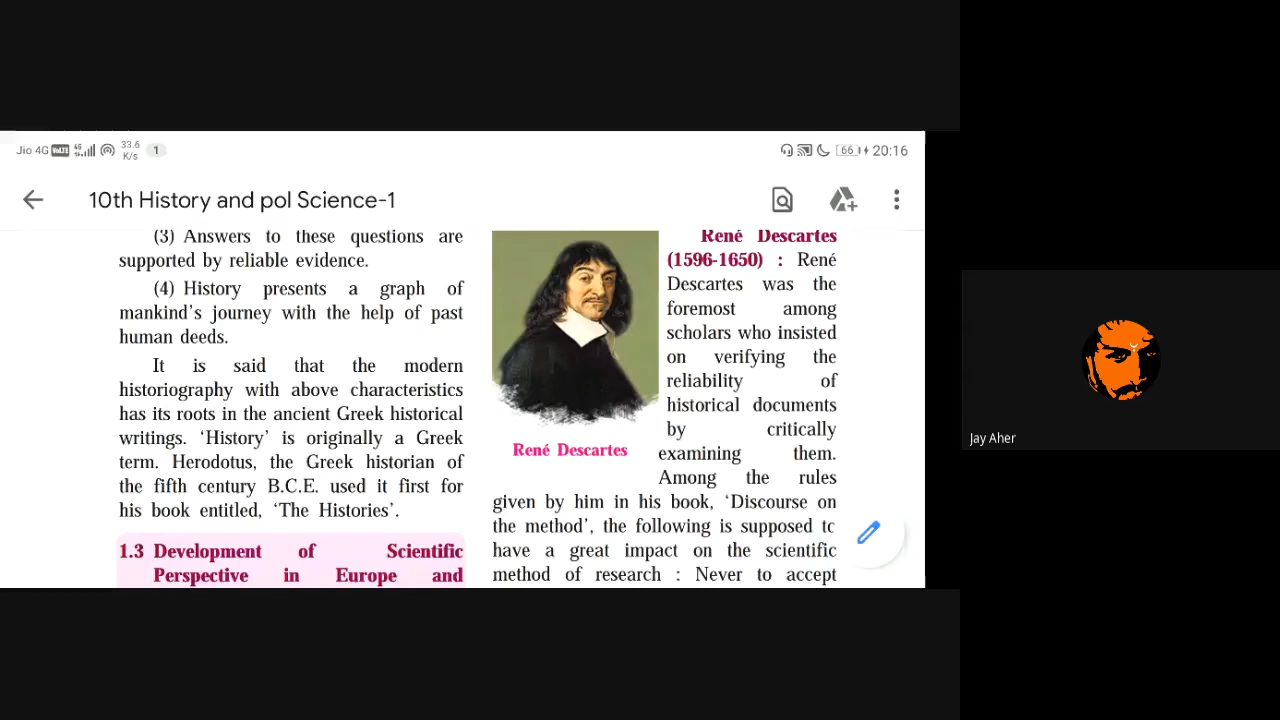 Jio 4G VoLTE 4G 33.6 K/s 1
66 20:16
10th History and pol Science-1
(3) Answers to these questions are
supported by reliable evidence.
(4) History presents a graph of
mankind's journey with the help of past
human deeds.
It is said that the modern
historiography with above characteristics
has its roots in the ancient Greek historical
writings. 'History' is originally a Greek
term. Herodotus, the Greek historian of
the fifth century B.C.E. used it first for
his book entitled, 'The Histories'.
1.3 Development of Scientific
Perspective in Europe and
René Descartes
René Descartes
(1596-1650) : René
Descartes was the
foremost among
scholars who insisted
on verifying the
reliability of
historical documents
by critically
examining them.
Among the rules
given by him in his book, 'Discourse on
the method', the following is supposed to
have a great impact on the scientific
method of research : Never to accept
Jay Aher